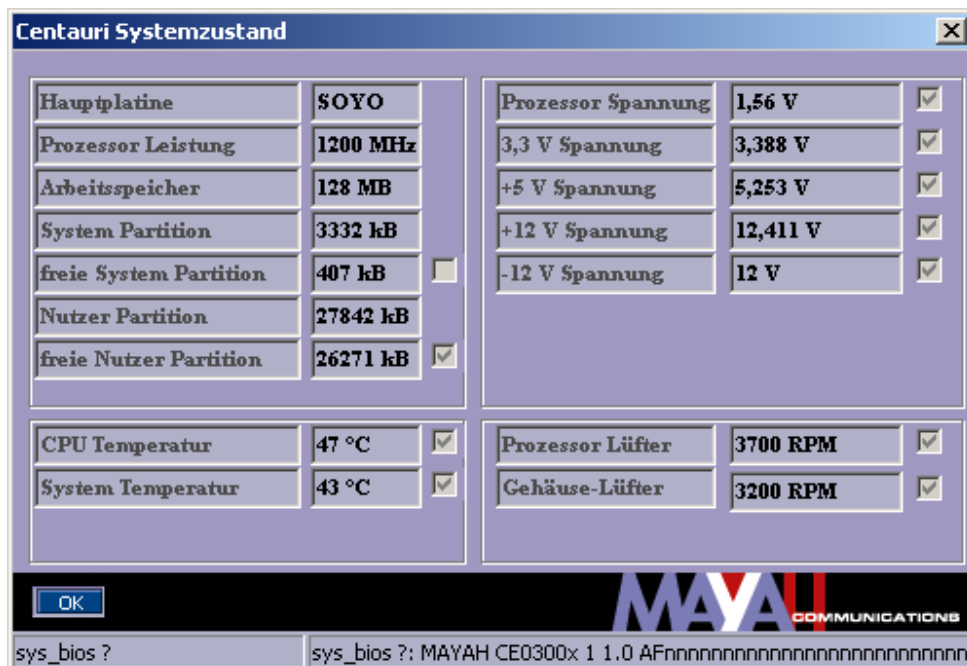 Centauri Systemzustand
Hauptplatine SOYO
Prozessor Leistung 1200 MHz
Arbeitsspeicher 128 MB
System Partition 3332 kB
freie System Partition 407 kB
Nutzer Partition 27842 kB
freie Nutzer Partition 26271 kB
Prozessor Spannung 1,56 V
3,3 V Spannung 3,388 V
+5 V Spannung 5,253 V
+12 V Spannung 12,411 V
-12 V Spannung 12 V
CPU Temperatur 47 °C
System Temperatur 43 °C
Prozessor Lüfter 3700 RPM
Gehäuse-Lüfter 3200 RPM
OK
MAYAH
COMMUNICATIONS
sys_bios ?
sys_bios ?: MAYAH CE0300x 1 1.0 AFnnnnnnnnnnnnnnnnnnnnnnnnn